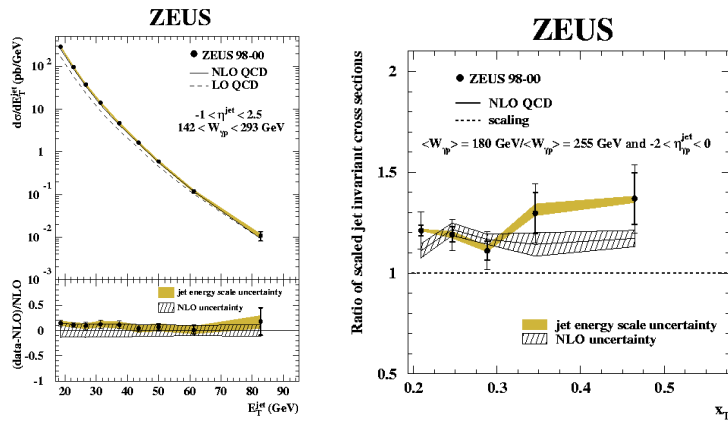 ZEUS
dσ/dE_T^jet (pb/GeV)
10²
10
1
10⁻¹
10⁻²
10⁻³
ZEUS 98-00
NLO QCD
LO QCD
-1 < η^jet < 2.5
142 < W_γp < 293 GeV
(data-NLO)/NLO
10
0.5
0
-0.5
-1
jet energy scale uncertainty
NLO uncertainty
20 30 40 50 60 70 80 90
E_T^jet (GeV)
ZEUS
Ratio of scaled jet invariant cross sections
2
1.5
1
0.5
ZEUS 98-00
NLO QCD
scaling
<W_γp> = 180 GeV/<W_γp> = 255 GeV and -2 < η_γp^jet < 0
jet energy scale uncertainty
NLO uncertainty
0.2 0.3 0.4 0.5
x_T